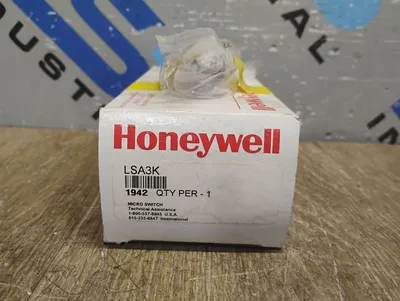 Honeywell
LSA3K
1942 QTY PER - 1
MICRO SWITCH
Technical Assistance
1-800-537-6945 U.S.A
815-235-6847 International